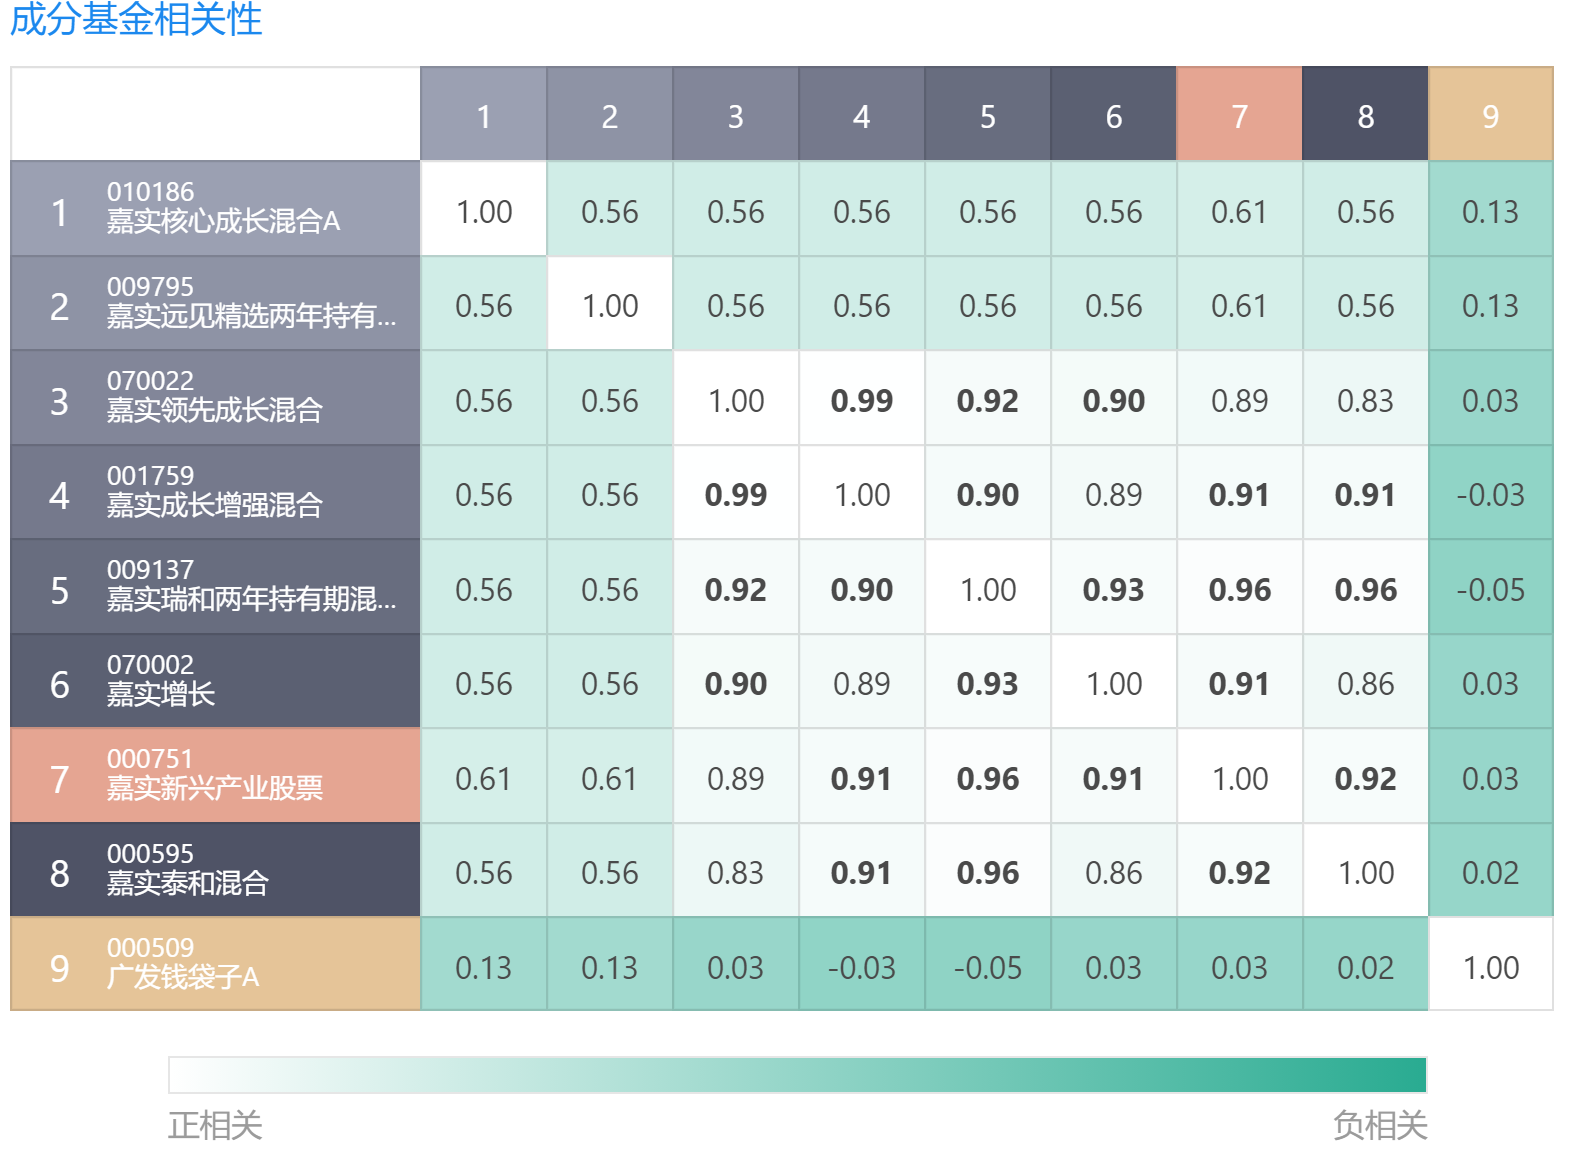 成分基金相关性
1 2 3 4 5 6 7 8 9
1 010186 嘉实核心成长混合A 1.00 0.56 0.56 0.56 0.56 0.56 0.61 0.56 0.13
2 009795 嘉实远见精选两年持有... 0.56 1.00 0.56 0.56 0.56 0.56 0.61 0.56 0.13
3 070022 嘉实领先成长混合 0.56 0.56 1.00 0.99 0.92 0.90 0.89 0.83 0.03
4 001759 嘉实成长增强混合 0.56 0.56 0.99 1.00 0.90 0.89 0.91 0.91 -0.03
5 009137 嘉实瑞和两年持有期混... 0.56 0.56 0.92 0.90 1.00 0.93 0.96 0.96 -0.05
6 070002 嘉实增长 0.56 0.56 0.90 0.89 0.93 1.00 0.91 0.86 0.03
7 000751 嘉实新兴产业股票 0.61 0.61 0.89 0.91 0.96 0.91 1.00 0.92 0.03
8 000595 嘉实泰和混合 0.56 0.56 0.83 0.91 0.96 0.86 0.92 1.00 0.02
9 000509 广发钱袋子A 0.13 0.13 0.03 -0.03 -0.05 0.03 0.03 0.02 1.00
正相关 负相关